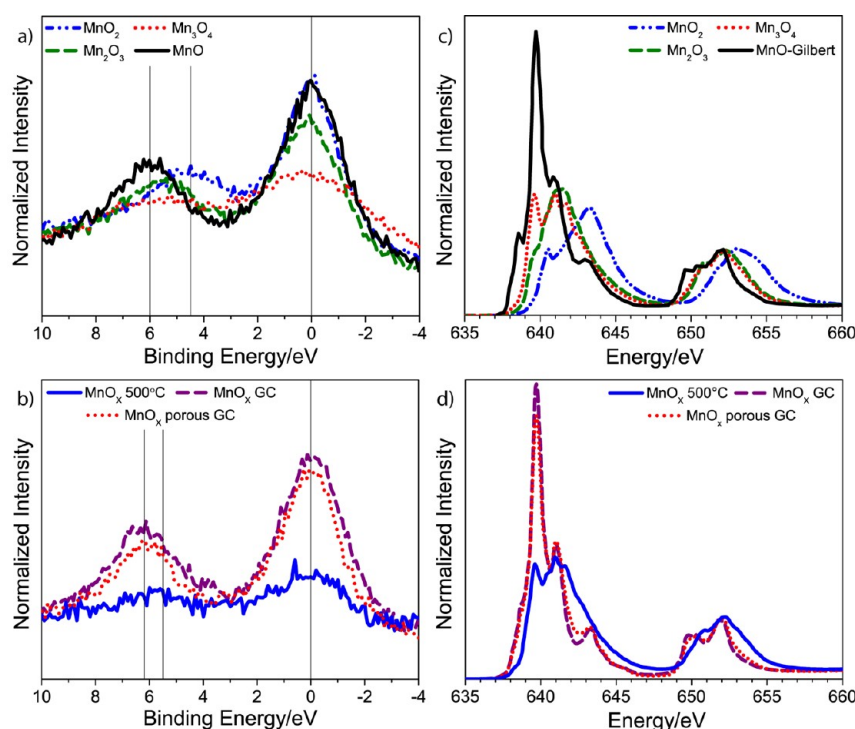 a)
MnO₂ Mn₃O₄
Mn₂O₃ MnO
Normalized Intensity
10 8 6 4 2 0 -2 -4
Binding Energy/eV
c)
MnO₂ Mn₃O₄
Mn₂O₃ MnO-Gilbert
Normalized Intensity
635 640 645 650 655 660
Energy/eV
b)
MnOₓ 500°C MnOₓ GC
MnOₓ porous GC
Normalized Intensity
10 8 6 4 2 0 -2 -4
Binding Energy/eV
d)
MnOₓ 500°C MnOₓ GC
MnOₓ porous GC
Normalized Intensity
635 640 645 650 655 660
Energy/eV